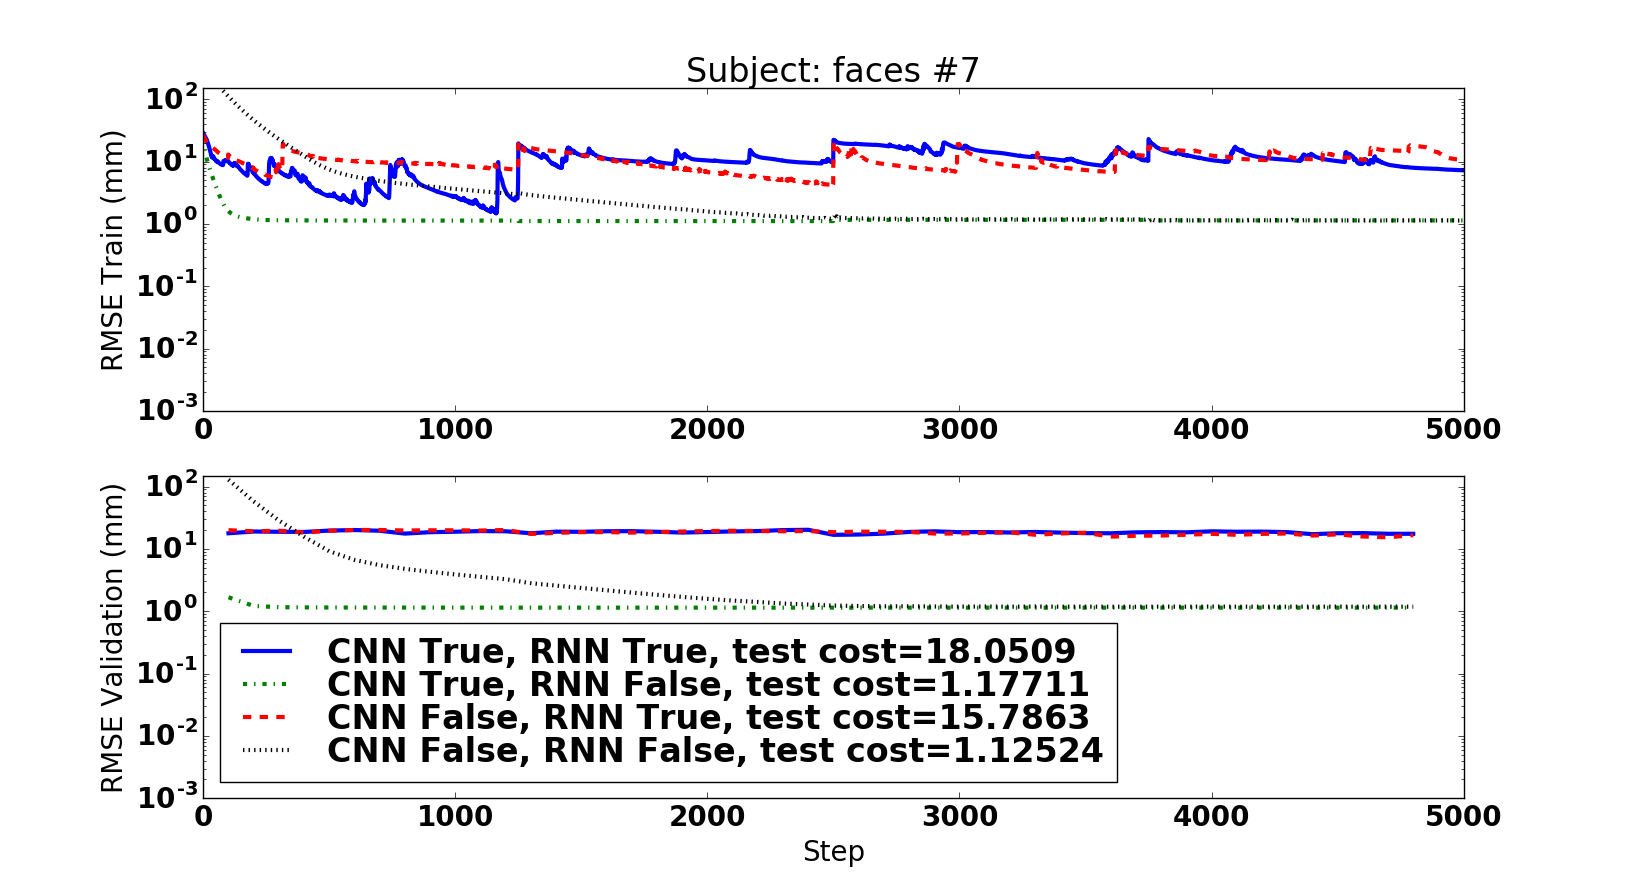 Subject: faces #7
RMSE Train (mm)
10^2
10^1
10^0
10^-1
10^-2
10^-3
0 1000 2000 3000 4000 5000
RMSE Validation (mm)
10^2
10^1
10^0
10^-1
10^-2
10^-3
CNN True, RNN True, test cost=18.0509
CNN True, RNN False, test cost=1.17711
CNN False, RNN True, test cost=15.7863
CNN False, RNN False, test cost=1.12524
0 1000 2000 3000 4000 5000
Step